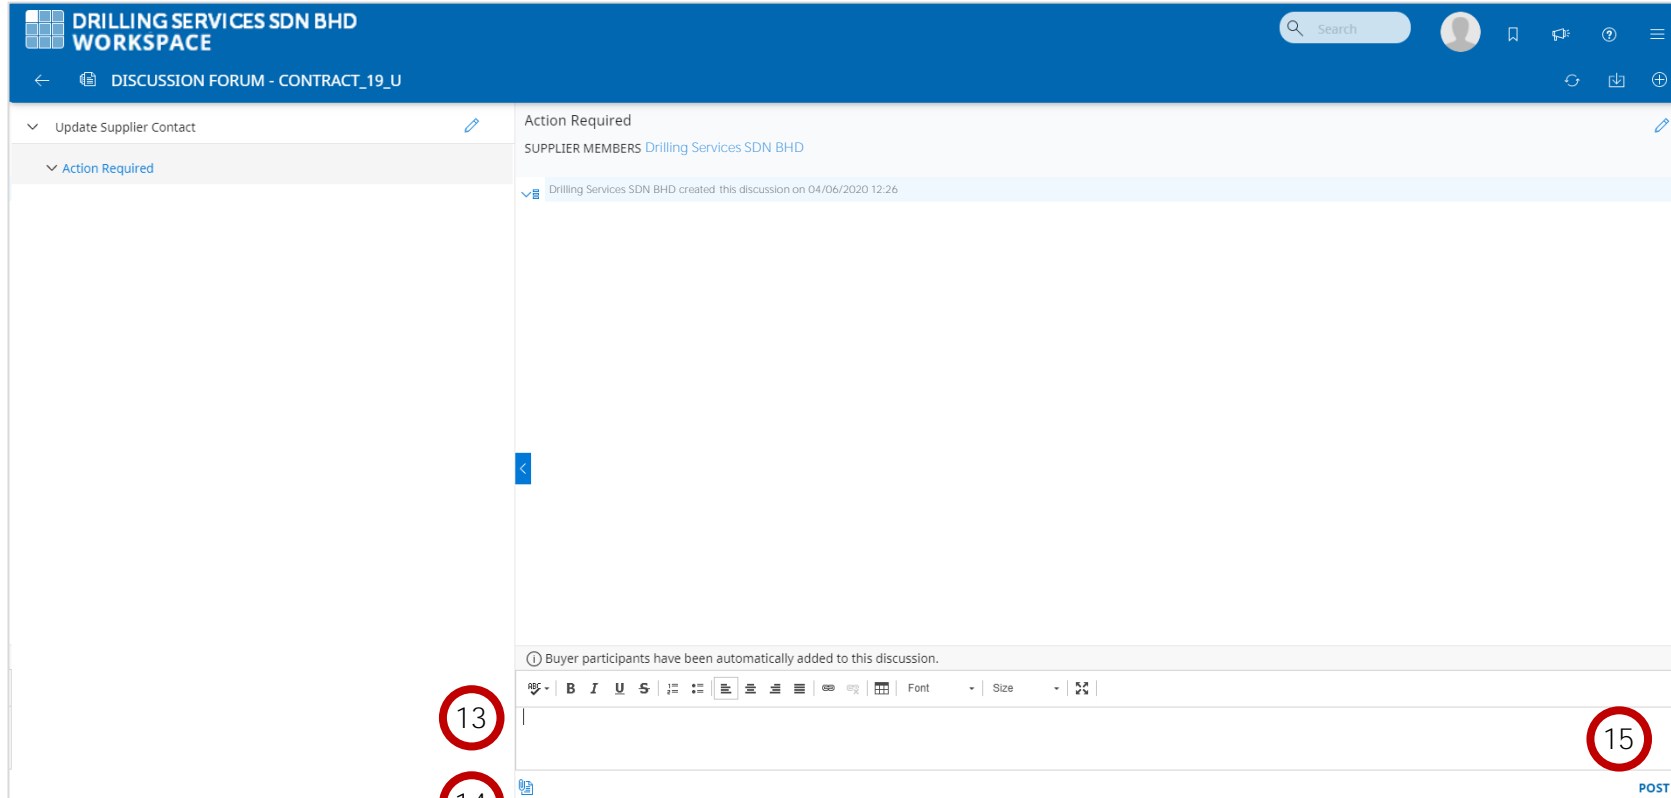 DRILLING SERVICES SDN BHD
WORKSPACE
Search
DISCUSSION FORUM - CONTRACT_19_U
Update Supplier Contact
Action Required
Action Required
SUPPLIER MEMBERS Drilling Services SDN BHD
Drilling Services SDN BHD created this discussion on 04/06/2020 12:26
Buyer participants have been automatically added to this discussion.
ABC B I U S Font Size
13
15
14
POST